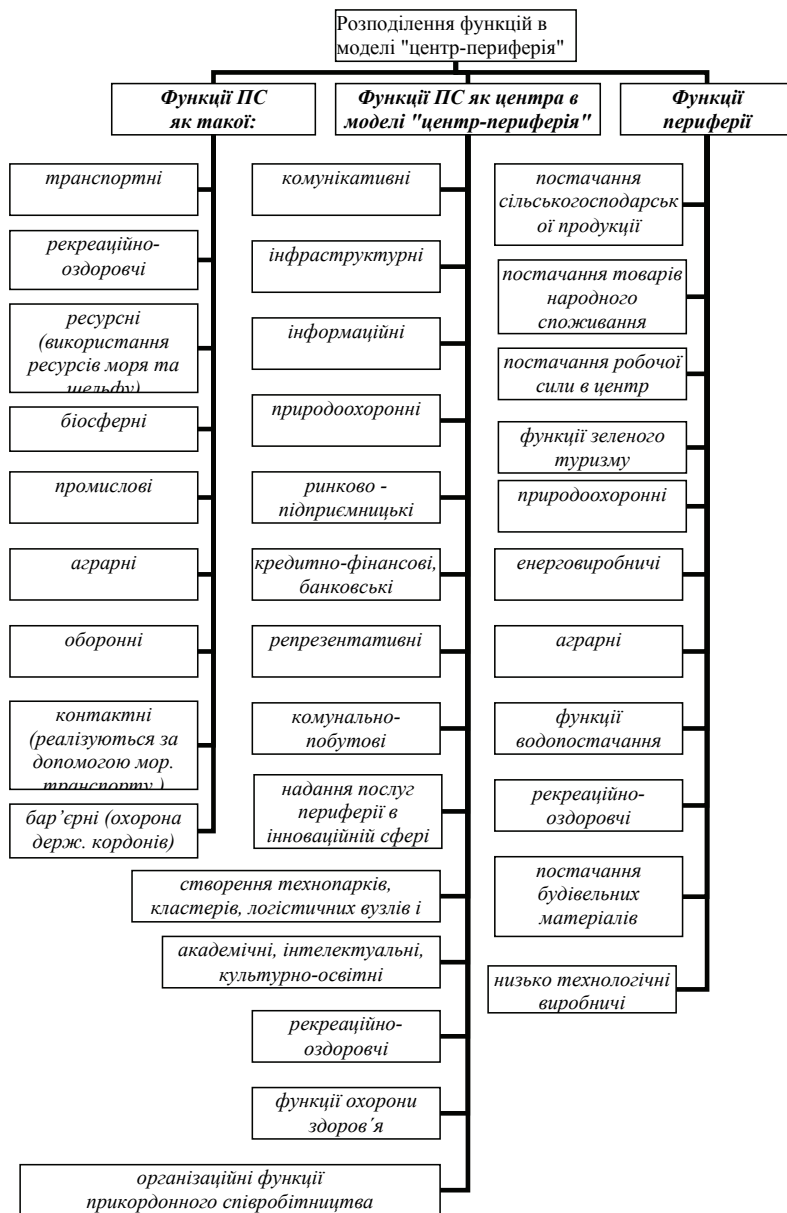 Розподілення функцій в
моделі "центр-периферія"
Функції ПС
як такої:
транспортні
рекреаційно-
оздоровчі
ресурсні
(використання
ресурсів моря та
шельфу)
біосферні
промислові
аграрні
оборонні
контактні
(реалізуються за
допомогою мор.
транспорту )
бар’єрні (охорона
держ. кордонів)
Функції ПС як центра в
моделі "центр-периферія"
комунікативні
інфраструктурні
інформаційні
природоохоронні
ринково -
підприємницькі
кредитно-фінансові,
банковські
репрезентативні
комунально-
побутові
надання послуг
периферії в
інноваційній сфері
створення технопарків,
кластерів, логістичних вузлів і
академічні, інтелектуальні,
культурно-освітні
рекреаційно-
оздоровчі
функції охорони
здоров´я
організаційні функції
прикордонного співробітництва
Функції
периферії
постачання
сільськогосподарськ
ої продукції
постачання товарів
народного
споживання
постачання робочої
сили в центр
функції зеленого
туризму
природоохоронні
енерговиробничі
аграрні
функції
водопостачання
рекреаційно-
оздоровчі
постачання
будівельних
матеріалів
низько технологічні
виробничі